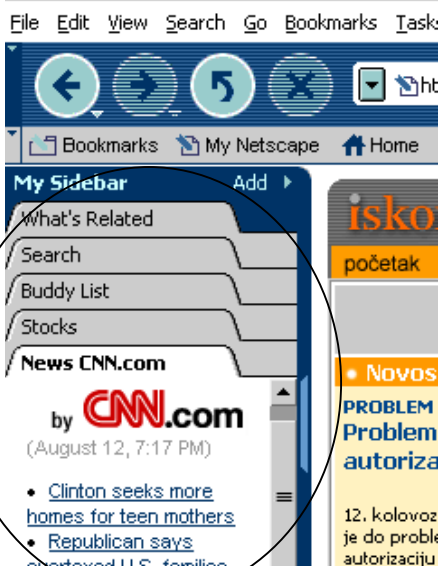 File Edit View Search Go Bookmarks Tasks
Bookmarks My Netscape Home
My Sidebar Add
What's Related
Search
Buddy List
Stocks
News CNN.com
by CNN.com
(August 12, 7:17 PM)
• Clinton seeks more
homes for teen mothers
• Republican says
overtaxed U.S. families
isko
početak
• Novos
PROBLEM
Problem
autoriza
12. kolovoz
je do proble
autorizaciju